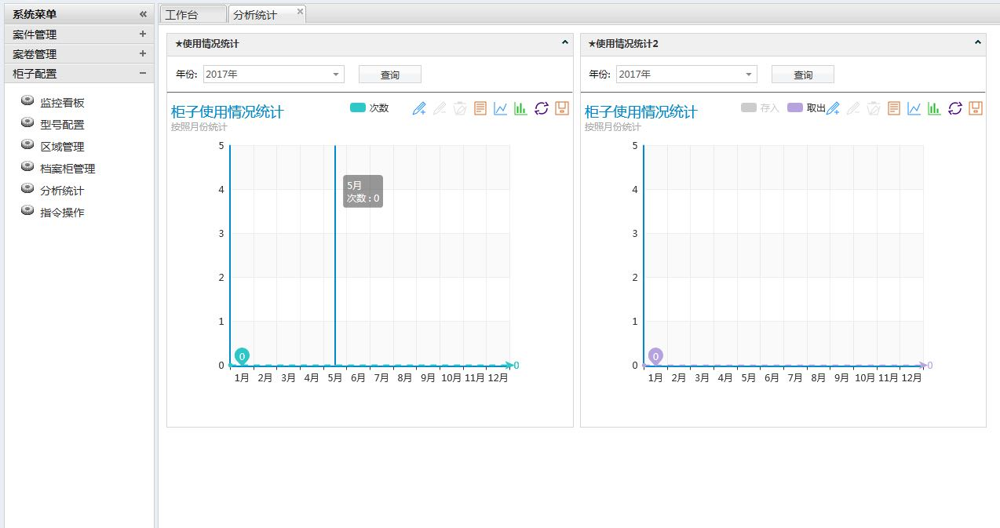 系统菜单
案件管理
案卷管理
柜子配置
监控看板
型号配置
区域管理
档案柜管理
分析统计
指令操作
工作台
分析统计
★使用情况统计
年份:
2017年
查询
柜子使用情况统计
按照月份统计
次数
5
4
3
2
1
0
5月
次数 : 0
0
0
1月 2月 3月 4月 5月 6月 7月 8月 9月 10月 11月 12月
★使用情况统计2
年份:
2017年
查询
柜子使用情况统计
按照月份统计
存入
取出
5
4
3
2
1
0
0
0
1月 2月 3月 4月 5月 6月 7月 8月 9月 10月 11月 12月